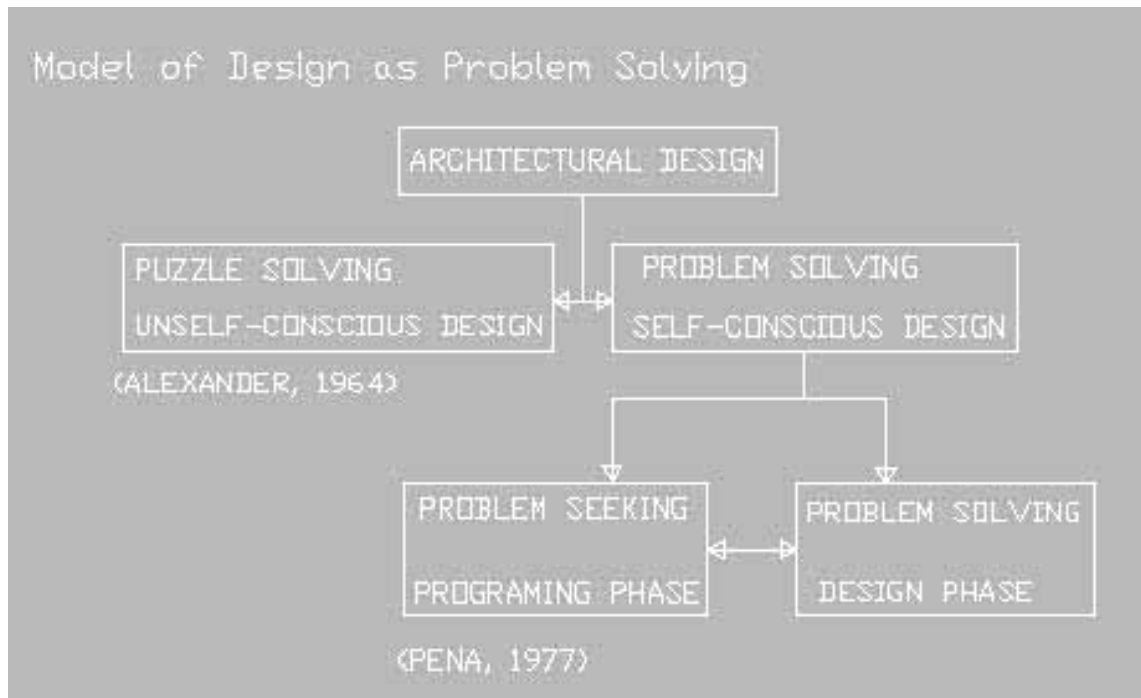 Model of Design as Problem Solving
ARCHITECTURAL DESIGN
PUZZLE SOLVING
UNSELF-CONSCIOUS DESIGN
(ALEXANDER, 1964)
PROBLEM SOLVING
SELF-CONSCIOUS DESIGN
PROBLEM SEEKING
PROGRAMING PHASE
(PENA, 1977)
PROBLEM SOLVING
DESIGN PHASE